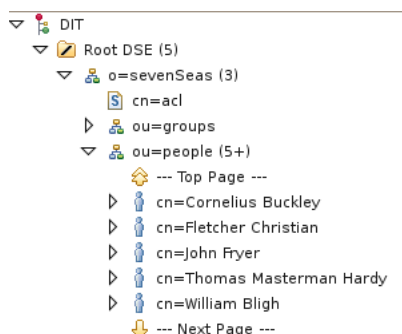 DIT
Root DSE (5)
o=sevenSeas (3)
S cn=acl
ou=groups
ou=people (5+)
--- Top Page ---
cn=Cornelius Buckley
cn=Fletcher Christian
cn=John Fryer
cn=Thomas Masterman Hardy
cn=William Bligh
--- Next Page ---